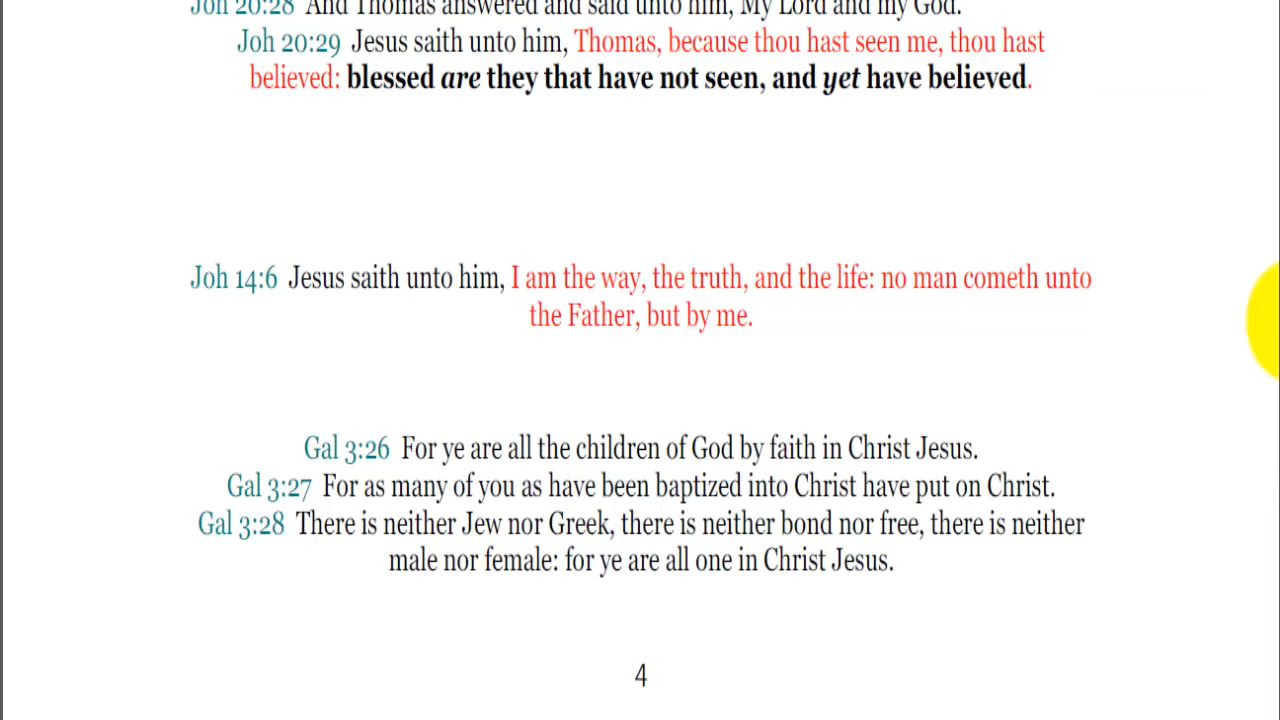 Joh 20:28 And Thomas answered and said unto him, My Lord and my God.
Joh 20:29 Jesus saith unto him, Thomas, because thou hast seen me, thou hast
believed: blessed are they that have not seen, and yet have believed.
Joh 14:6 Jesus saith unto him, I am the way, the truth, and the life: no man cometh unto
the Father, but by me.
Gal 3:26 For ye are all the children of God by faith in Christ Jesus.
Gal 3:27 For as many of you as have been baptized into Christ have put on Christ.
Gal 3:28 There is neither Jew nor Greek, there is neither bond nor free, there is neither
male nor female: for ye are all one in Christ Jesus.
4